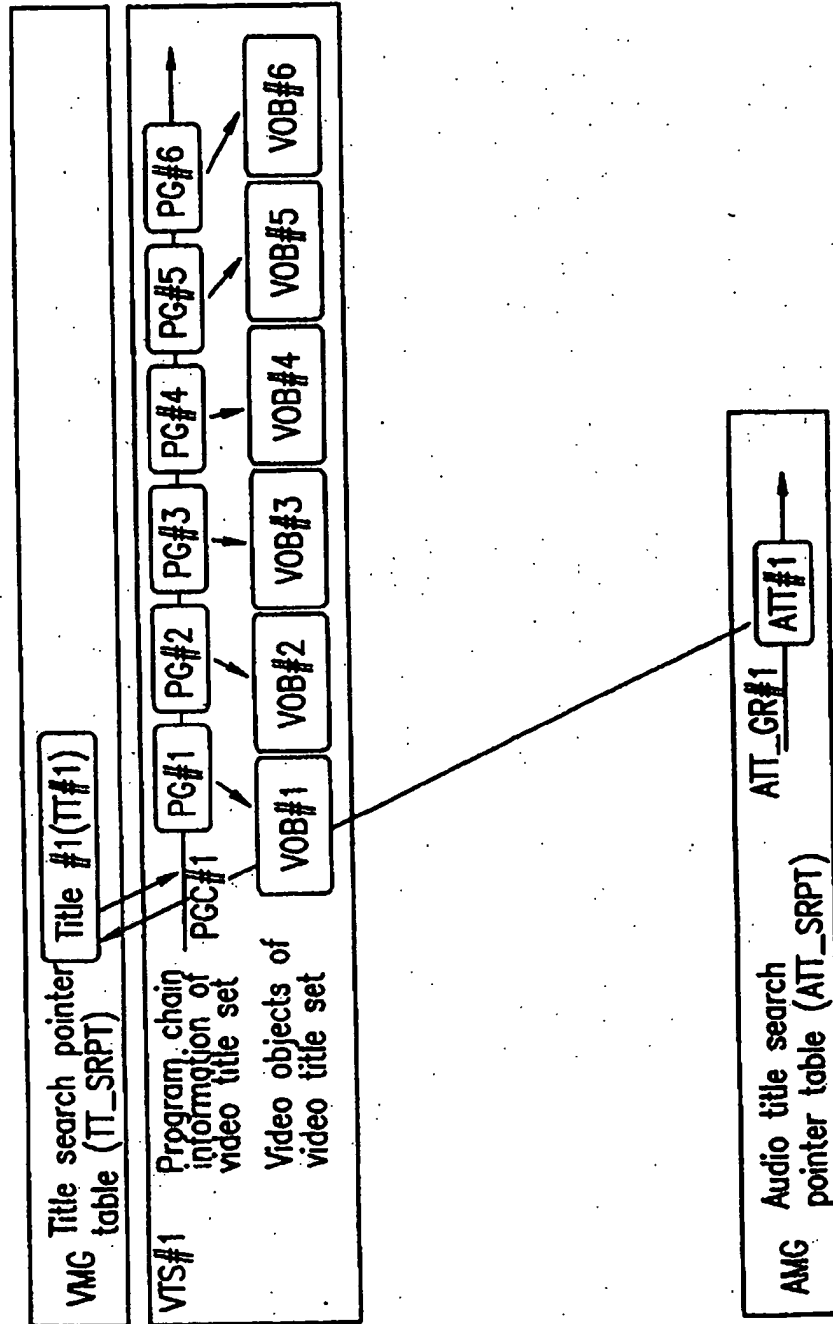 VMG Title search pointer
table (TT_SRPT)
Title #1(TT#1)
VTS#1
Program chain
information of
video title set
PGC#1
PG#1
PG#2
PG#3
PG#4
PG#5
PG#6
Video objects of
video title set
VOB#1
VOB#2
VOB#3
VOB#4
VOB#5
VOB#6
AMG Audio title search
pointer table (ATT_SRPT)
ATT_GR#1
ATT#1